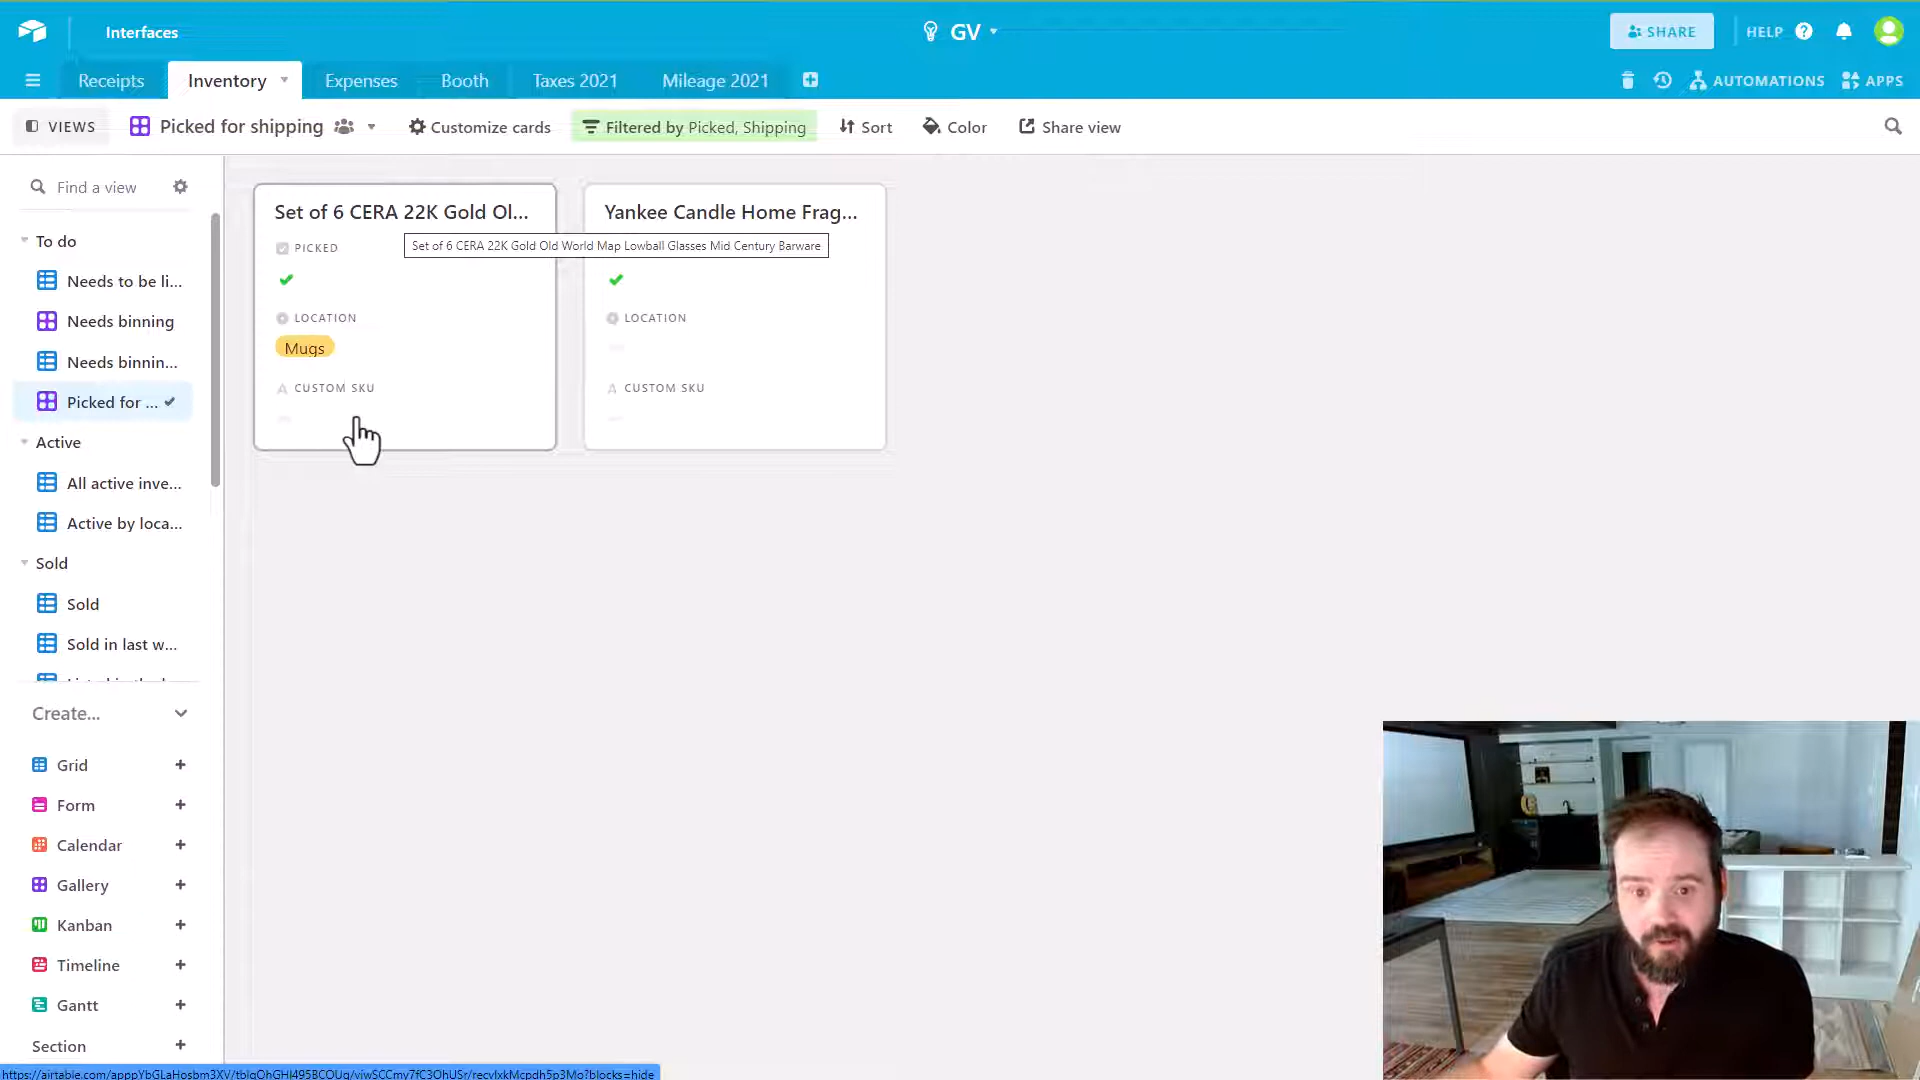 Interfaces
GV
SHARE
HELP
Receipts
Inventory
Expenses
Booth
Taxes 2021
Mileage 2021
AUTOMATIONS
APPS
VIEWS
Picked for shipping
Customize cards
Filtered by Picked, Shipping
Sort
Color
Share view
Find a view
To do
Needs to be li...
Needs binning
Needs binnin...
Picked for ...
Active
All active inve...
Active by loca...
Sold
Sold
Sold in last w...
Create...
Grid
Form
Calendar
Gallery
Kanban
Timeline
Gantt
Section
Set of 6 CERA 22K Gold Ol...
PICKED
Set of 6 CERA 22K Gold Old World Map Lowball Glasses Mid Century Barware
LOCATION
Mugs
CUSTOM SKU
Yankee Candle Home Frag...
LOCATION
CUSTOM SKU